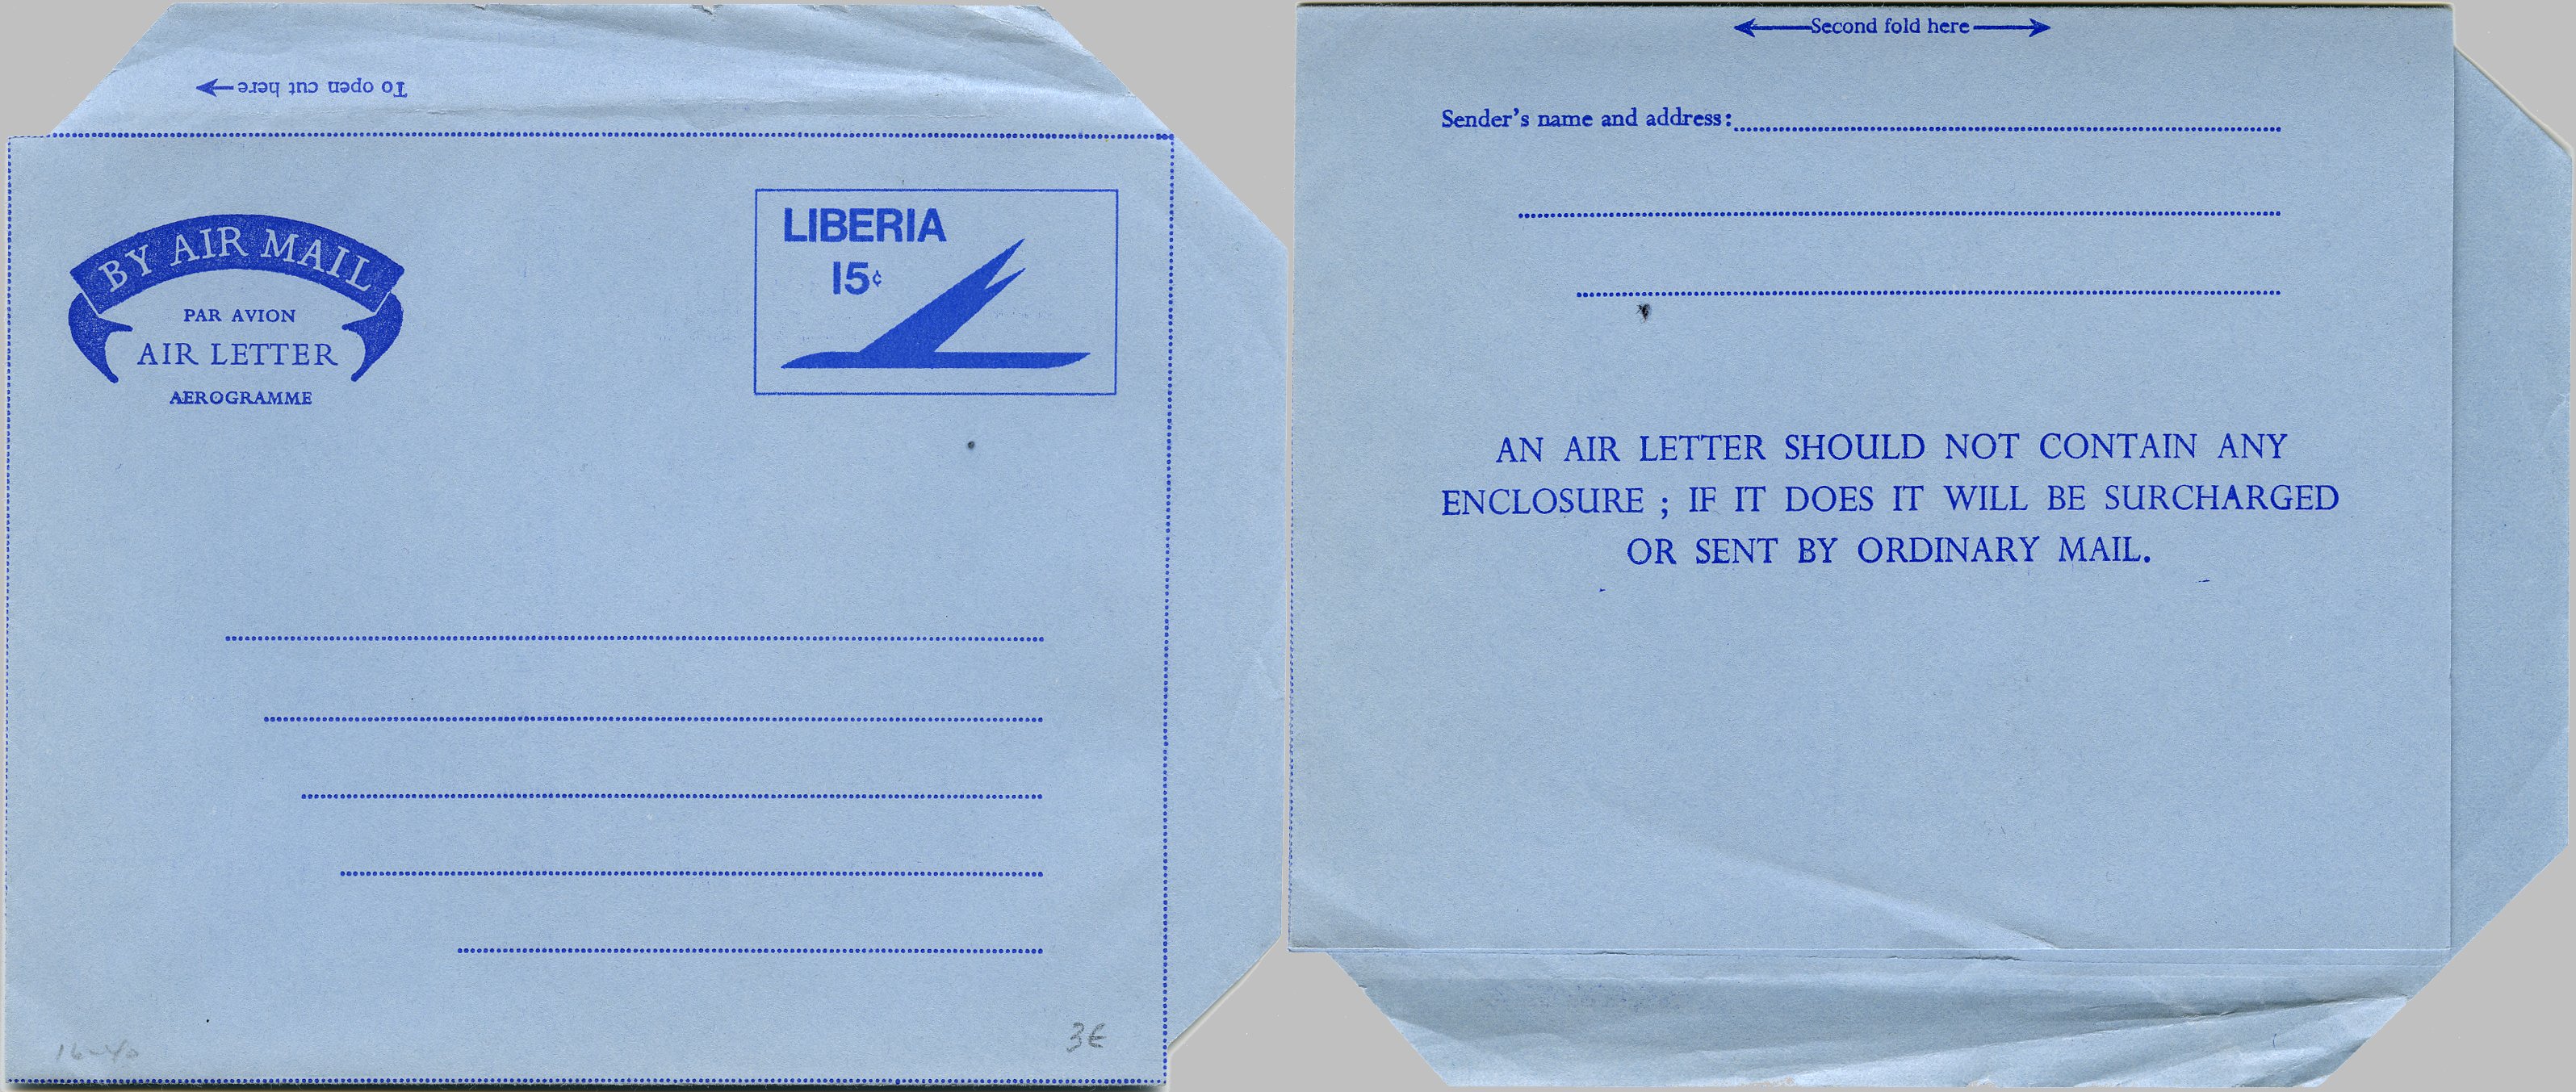 To open cut here
BY AIR MAIL
PAR AVION
AIR LETTER
AEROGRAMME
LIBERIA
15¢
3€
Second fold here
Sender's name and address:
AN AIR LETTER SHOULD NOT CONTAIN ANY
ENCLOSURE ; IF IT DOES IT WILL BE SURCHARGED
OR SENT BY ORDINARY MAIL.